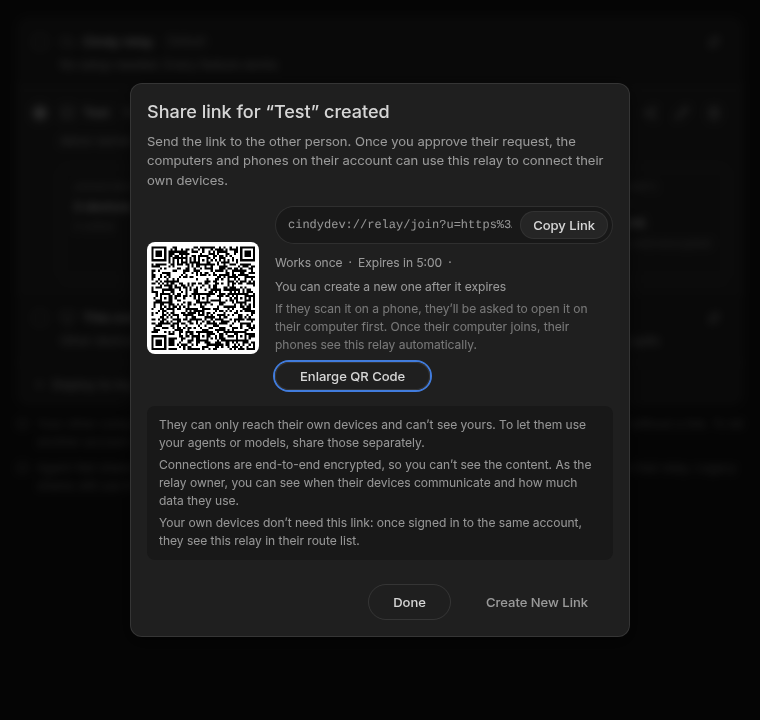 Share link for “Test” created
Send the link to the other person. Once you approve their request, the
computers and phones on their account can use this relay to connect their
own devices.
cindydev://relay/join?u=https%3
Copy Link
Works once · Expires in 5:00 ·
You can create a new one after it expires
If they scan it on a phone, they’ll be asked to open it on
their computer first. Once their computer joins, their
phones see this relay automatically.
Enlarge QR Code
They can only reach their own devices and can’t see yours. To let them use
your agents or models, share those separately.
Connections are end-to-end encrypted, so you can’t see the content. As the
relay owner, you can see when their devices communicate and how much
data they use.
Your own devices don’t need this link: once signed in to the same account,
they see this relay in their route list.
Done
Create New Link